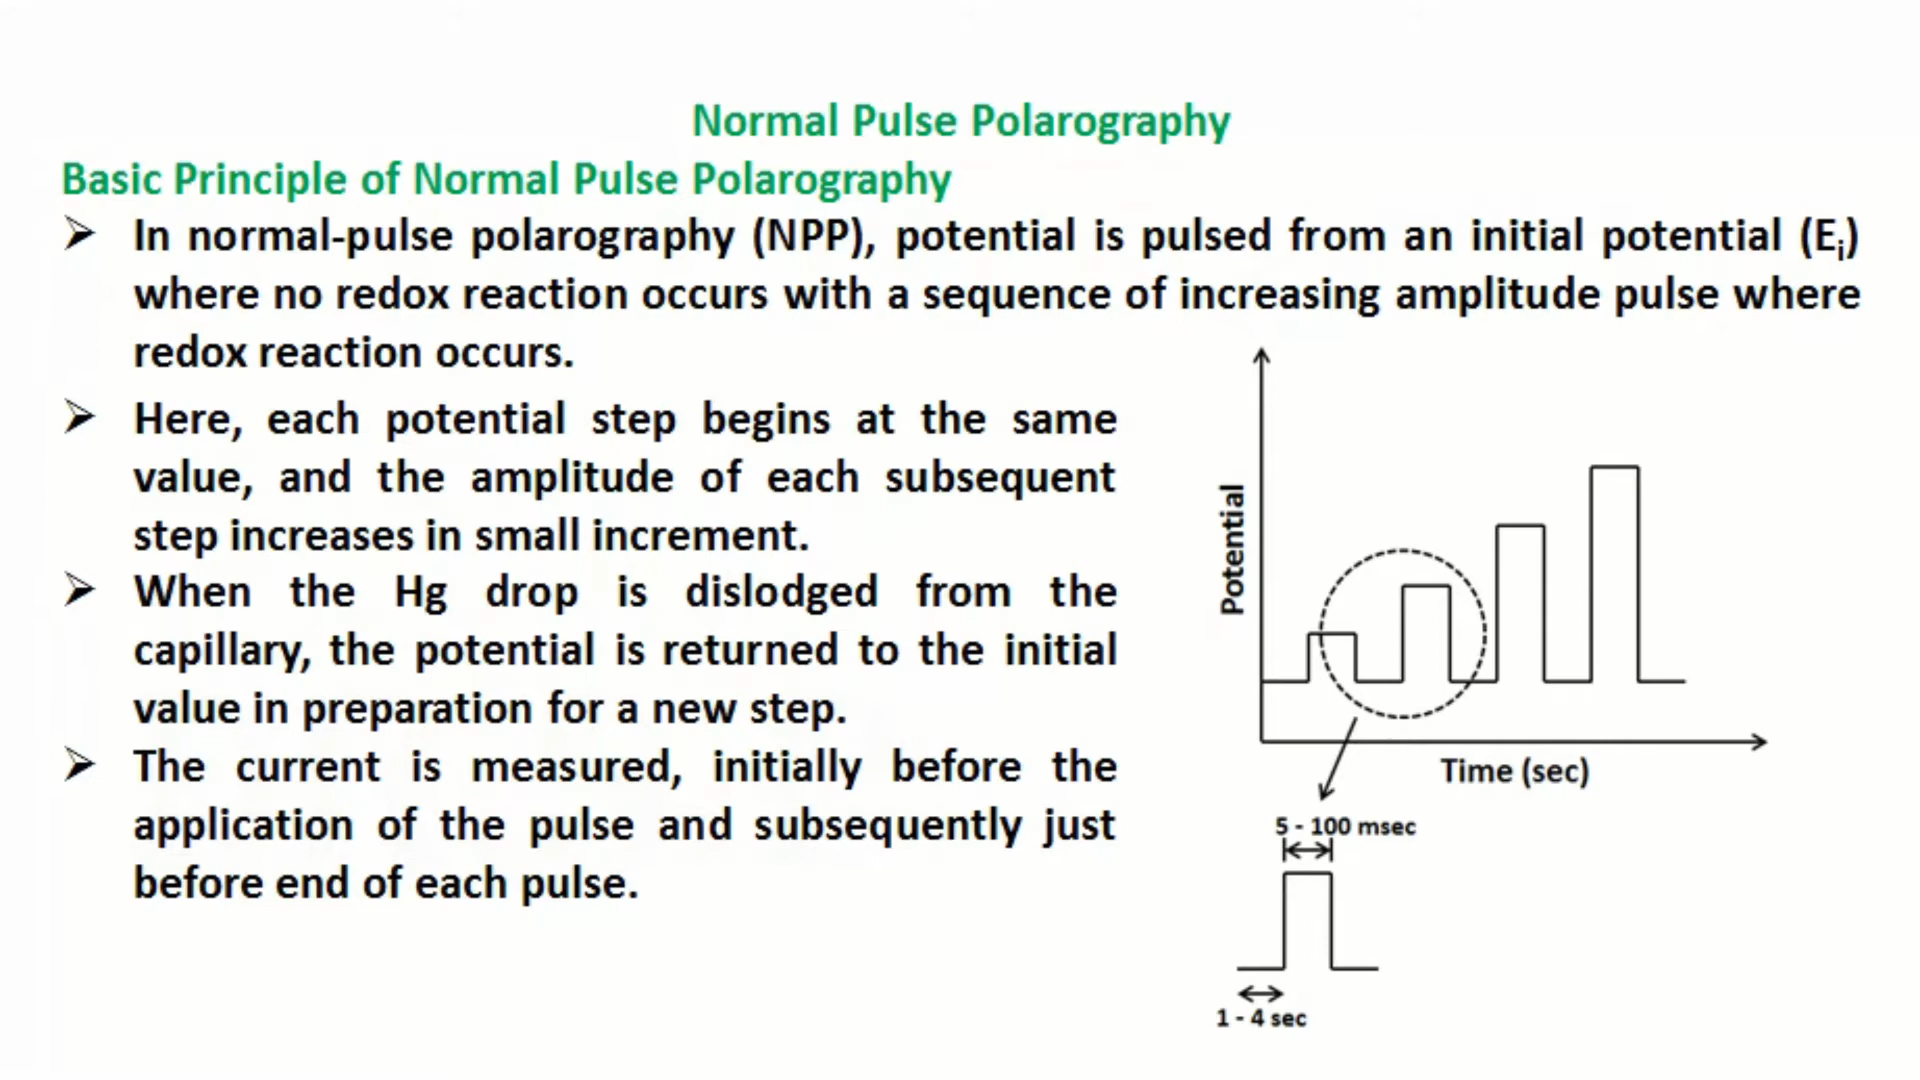 Normal Pulse Polarography
Basic Principle of Normal Pulse Polarography
➢ In normal-pulse polarography (NPP), potential is pulsed from an initial potential (Ei)
where no redox reaction occurs with a sequence of increasing amplitude pulse where
redox reaction occurs.
➢ Here, each potential step begins at the same
value, and the amplitude of each subsequent
step increases in small increment.
➢ When the Hg drop is dislodged from the
capillary, the potential is returned to the initial
value in preparation for a new step.
➢ The current is measured, initially before the
application of the pulse and subsequently just
before end of each pulse.
Potential
Time (sec)
5 - 100 msec
1 - 4 sec